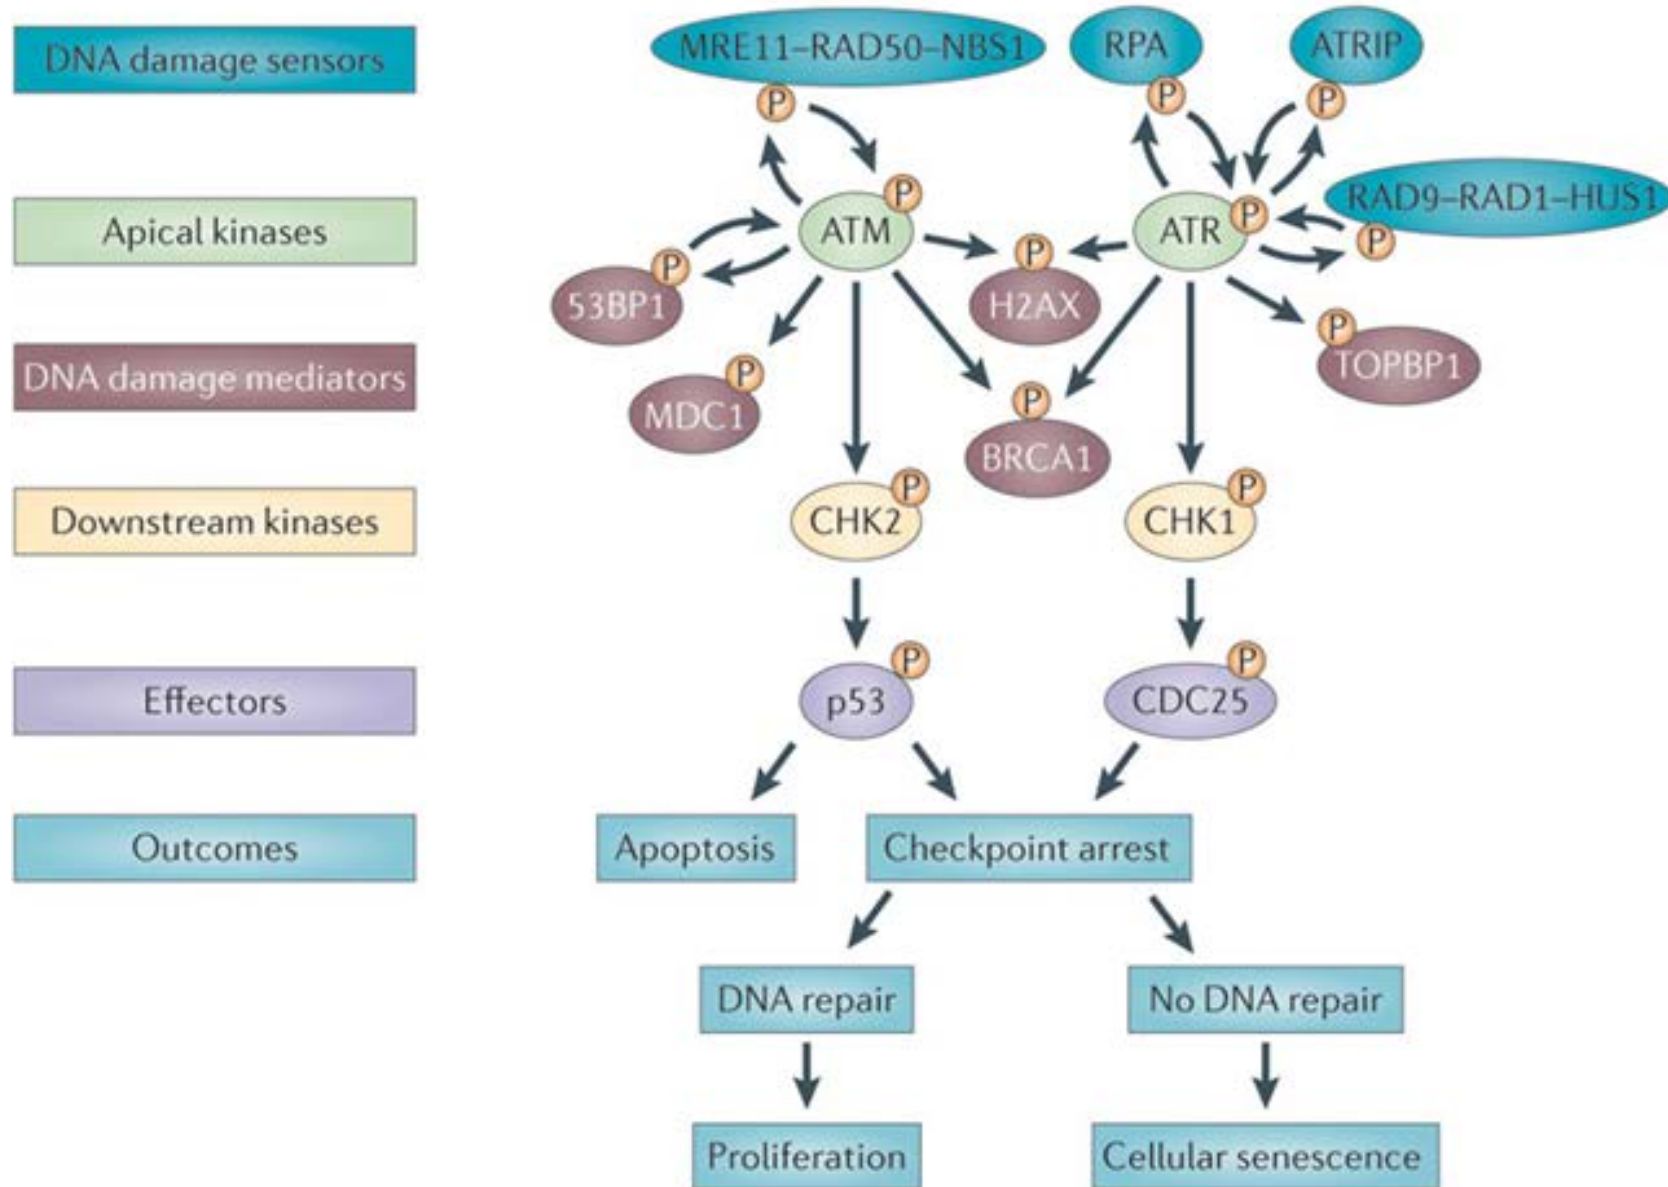 DNA damage sensors
MRE11–RAD50–NBS1
RPA
ATRIP
P
P
P
RAD9–RAD1–HUS1
P
P
P
Apical kinases
ATM
ATR
P
P
53BP1
H2AX
P
TOPBP1
DNA damage mediators
P
MDC1
P
BRCA1
Downstream kinases
P
CHK2
P
CHK1
Effectors
P
p53
P
CDC25
Outcomes
Apoptosis
Checkpoint arrest
DNA repair
No DNA repair
Proliferation
Cellular senescence